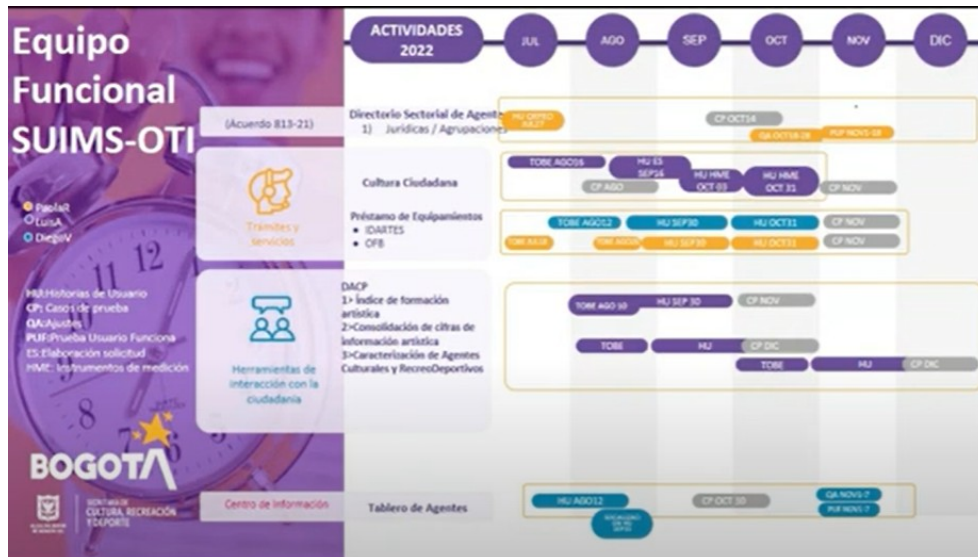 Equipo
Funcional
SUIMS-OTI
PaolaR
LuisA
DiegoV
HU:Historias de Usuario
CP: Casos de prueba
QA:Ajustes
PUF:Prueba Usuario Funciona
ES:Elaboración solicitud
HME: Instrumentos de medición
BOGOTÁ
SECRETARÍA DE
CULTURA, RECREACIÓN
Y DEPORTE
ACTIVIDADES
2022
JUL
AGO
SEP
OCT
NOV
DIC
(Acuerdo 813-21)
Directorio Sectorial de Agente
1) Jurídicas / Agrupaciones
CP OCT14
QA OCT18-28
PUF NOV1-18
Trámites y
servicios
Cultura Ciudadana
TOBE AGO16
HU ES
SEP16
HU HME
OCT 03
HU HME
OCT 31
CP AGO
CP NOV
Préstamo de Equipamientos
• IDARTES
• OFB
TOBE AGO12
HU SEP30
HU OCT31
CP NOV
HU SEP30
HU OCT31
CP NOV
Herramientas de
interacción con la
ciudadanía
DACP
1> Índice de formación
artística
2>Consolidación de cifras de
información artística
3>Caracterización de Agentes
Culturales y RecreoDeportivos
TOBE AGO 10
HU SEP 30
CP NOV
TOBE
HU
CP DIC
TOBE
HU
CP DIC
Centro de Información
Tablero de Agentes
HU AGO12
CP OCT 10
QA NOV1-7
PUF NOV1-7